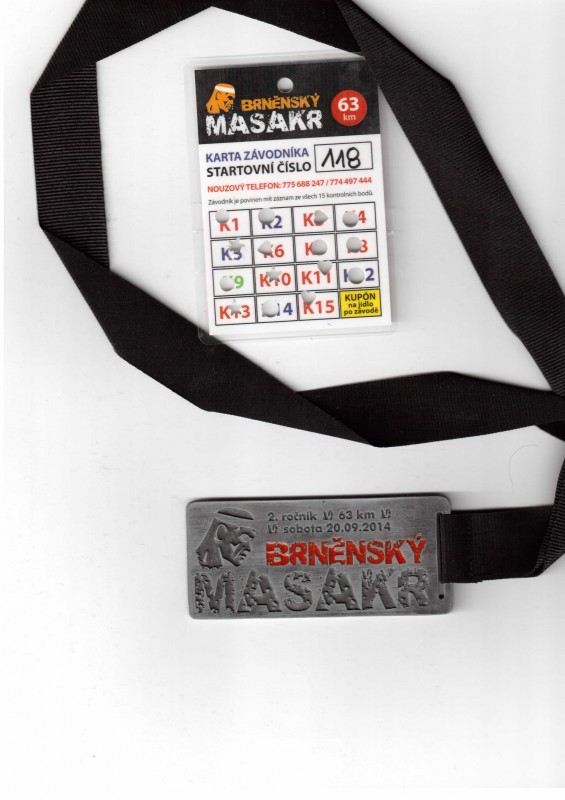 BRNĚNSKÝ
MASAKR
63
km
KARTA ZÁVODNÍKA
STARTOVNÍ ČÍSLO 118
NOUZOVÝ TELEFON: 775 688 247 / 774 497 444
Závodník je povinen mít záznam ze všech 15 kontrolních bodů.
K1 K2
K5 K6
K10 K11
K13 K15
KUPÓN
na jídlo
po závodě
2. ročník 63 km
sobota 20.09.2014
BRNĚNSKÝ
MASAKR